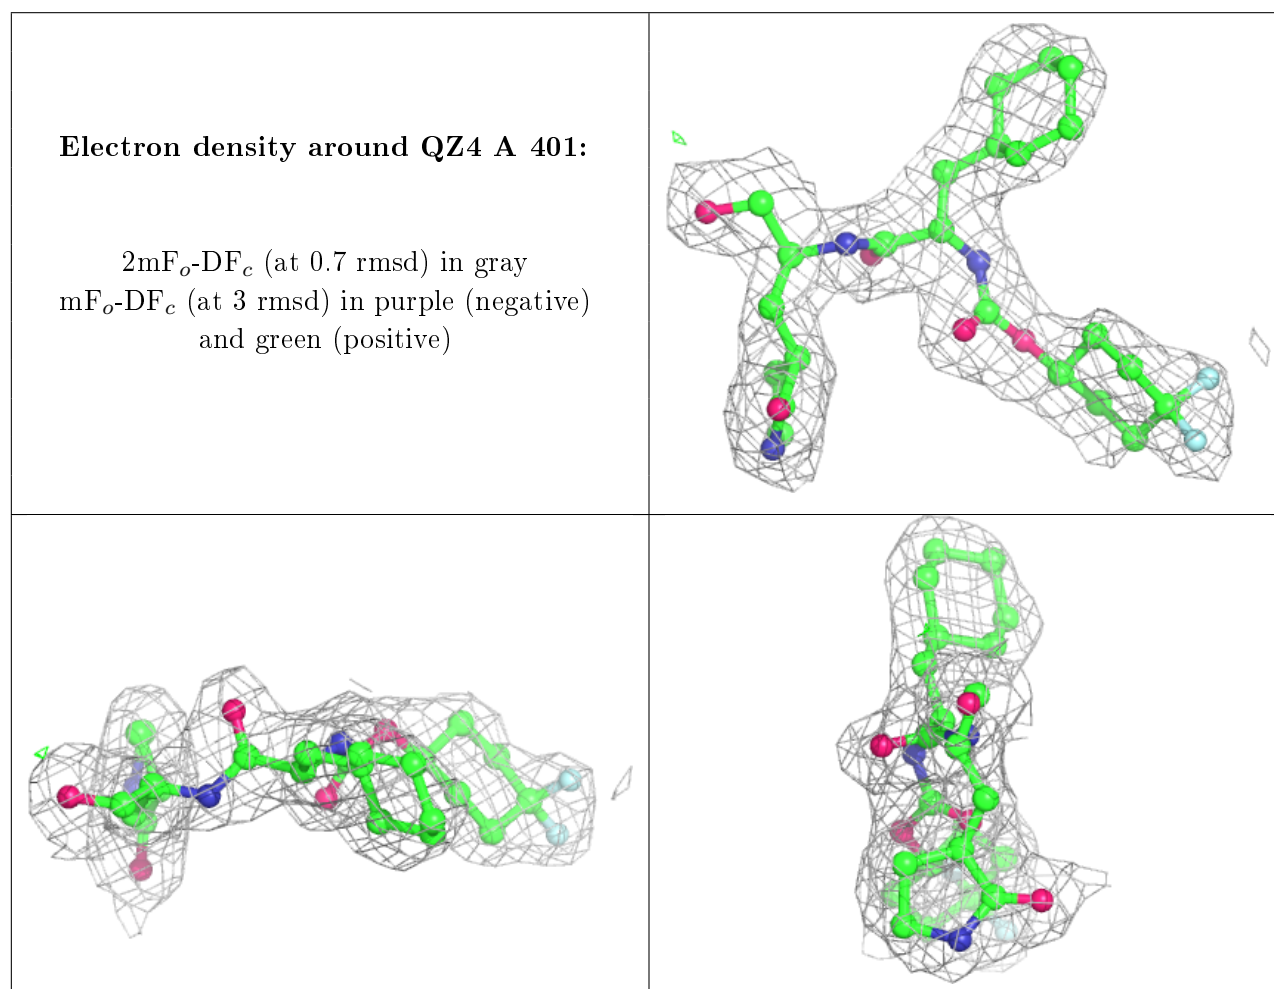 Electron density around QZ4 A 401:
2mFₒ-DF𝒸 (at 0.7 rmsd) in gray
mFₒ-DF𝒸 (at 3 rmsd) in purple (negative)
and green (positive)